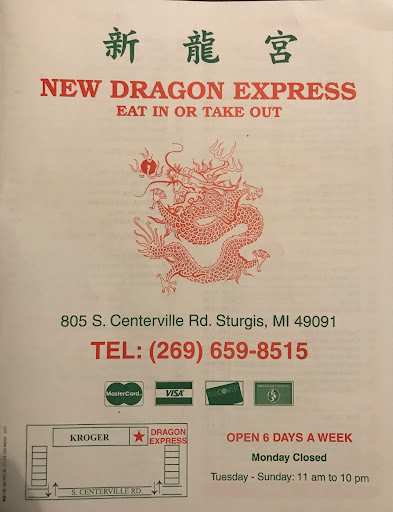 新 龍 宮
NEW DRAGON EXPRESS
EAT IN OR TAKE OUT
805 S. Centerville Rd. Sturgis, MI 49091
TEL: (269) 659-8515
MasterCard
VISA
DISCOVER
KROGER
DRAGON
EXPRESS
S. CENTERVILLE RD.
OPEN 6 DAYS A WEEK
Monday Closed
Tuesday - Sunday: 11 am to 10 pm